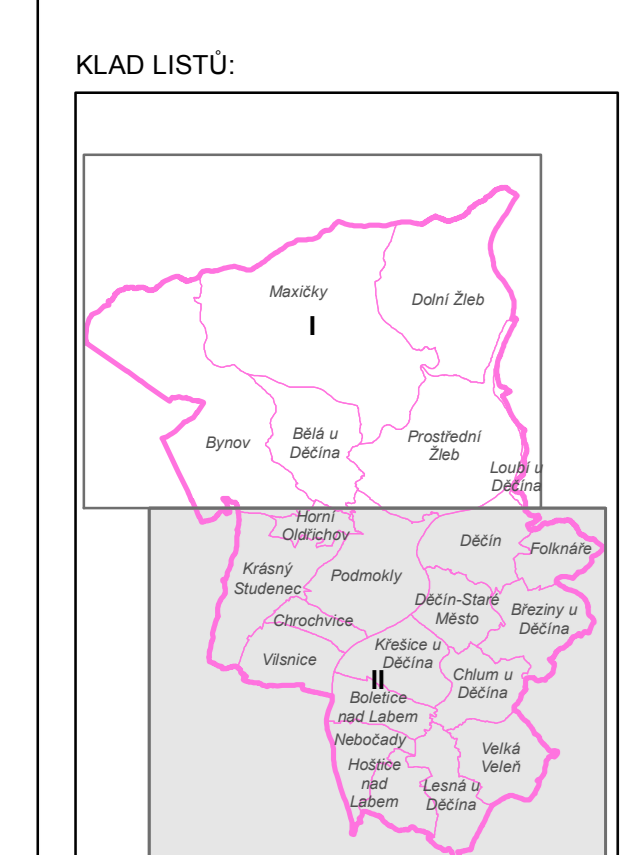 KLAD LISTŮ:
Maxičky
Dolní Žleb
I
Bynov
Bělá u
Děčína
Prostřední
Žleb
Loubí u
Děčína
Horní
Oldřichov
Děčín
Folknáře
Krásný
Studenec
Podmokly
Děčín-Staré
Město
Březiny u
Děčína
Chrochvice
Vilsnice
Křešice u
Děčína
II
Chlum u
Děčína
Boletice
nad Labem
Nebočady
Velká
Veleň
Hoštice
nad
Labem
Lesná u
Děčína